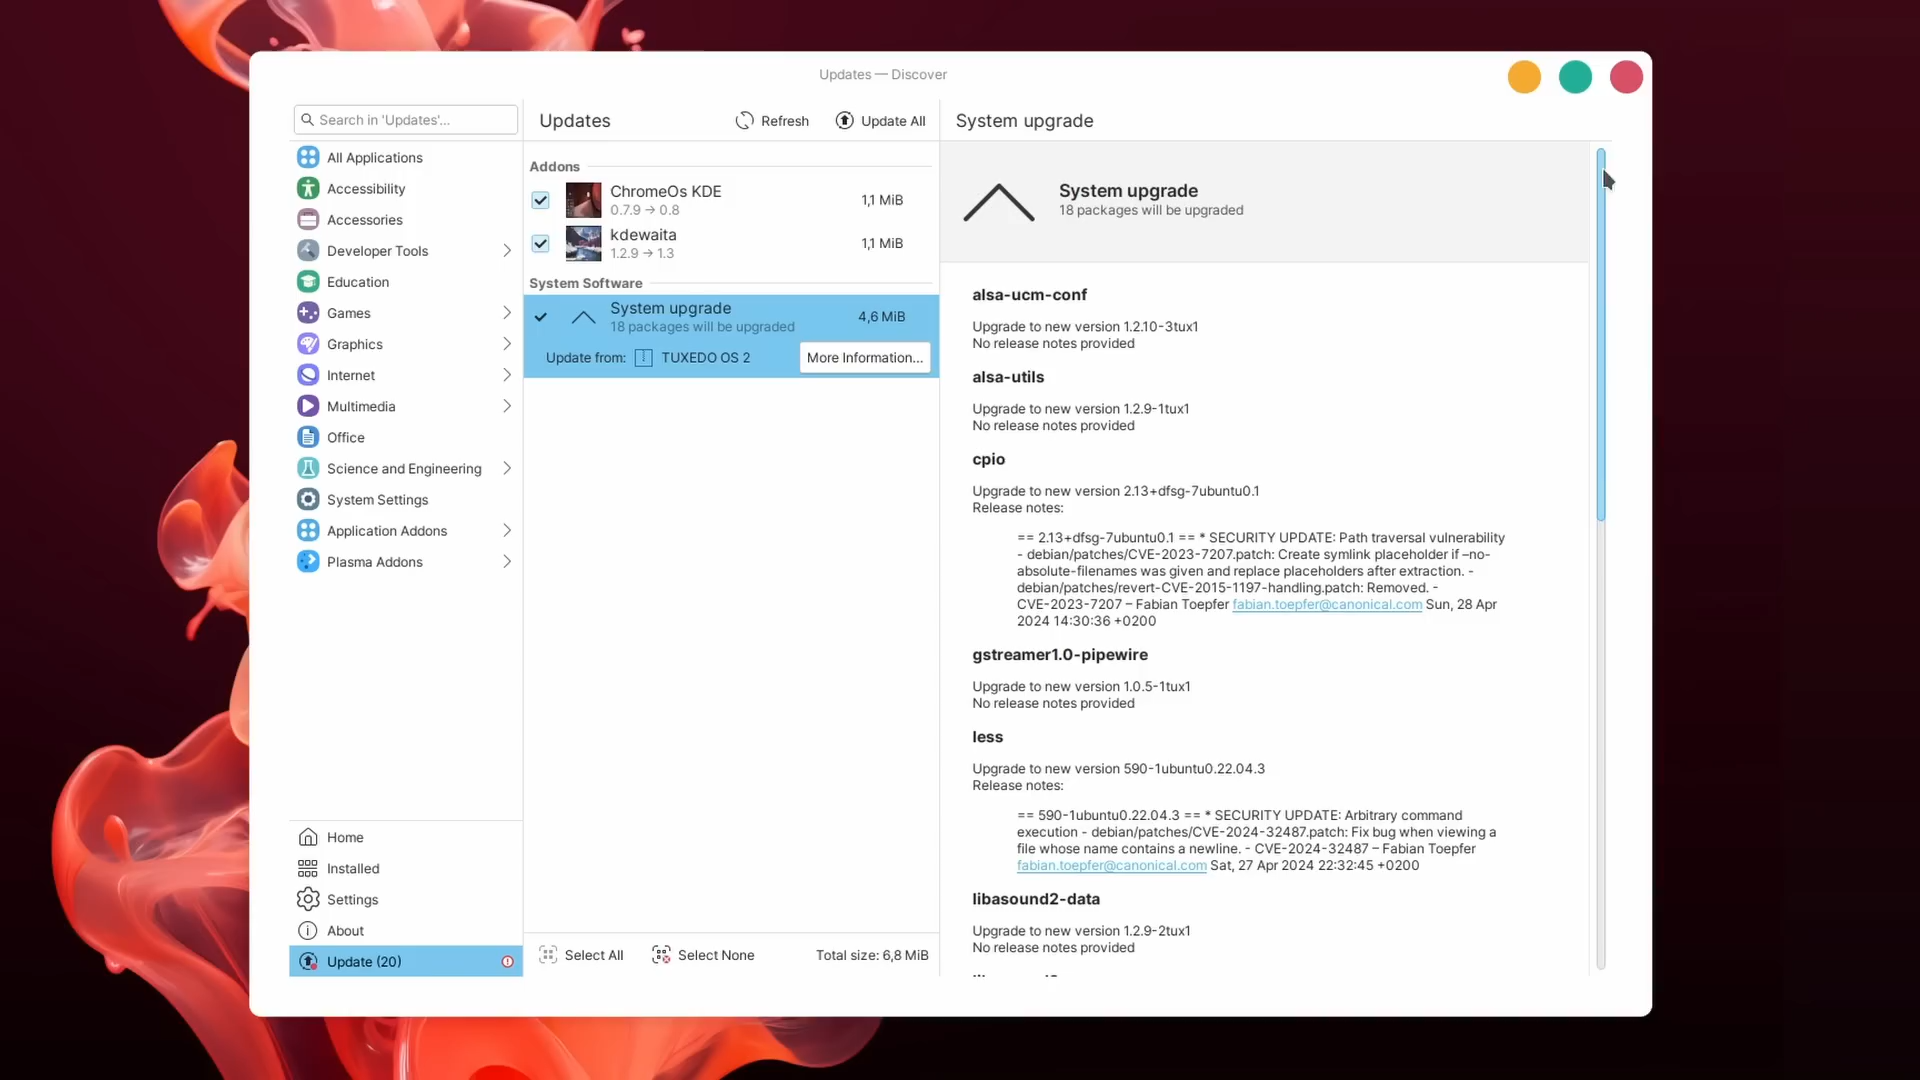 Updates — Discover
Search in 'Updates'...
All Applications
Accessibility
Accessories
Developer Tools
Education
Games
Graphics
Internet
Multimedia
Office
Science and Engineering
System Settings
Application Addons
Plasma Addons
Home
Installed
Settings
About
Update (20)
Updates
Refresh
Update All
Addons
ChromeOs KDE
0.7.9 → 0.8
1,1 MiB
kdewaita
1.2.9 → 1.3
1,1 MiB
System Software
System upgrade
18 packages will be upgraded
4,6 MiB
Update from: TUXEDO OS 2
More Information...
Select All
Select None
Total size: 6,8 MiB
System upgrade
System upgrade
18 packages will be upgraded
alsa-ucm-conf
Upgrade to new version 1.2.10-3tux1
No release notes provided
alsa-utils
Upgrade to new version 1.2.9-1tux1
No release notes provided
cpio
Upgrade to new version 2.13+dfsg-7ubuntu0.1
Release notes:
== 2.13+dfsg-7ubuntu0.1 == * SECURITY UPDATE: Path traversal vulnerability
- debian/patches/CVE-2023-7207.patch: Create symlink placeholder if –no-
absolute-filenames was given and replace placeholders after extraction. -
debian/patches/revert-CVE-2015-1197-handling.patch: Removed. -
CVE-2023-7207 – Fabian Toepfer fabian.toepfer@canonical.com Sun, 28 Apr
2024 14:30:36 +0200
gstreamer1.0-pipewire
Upgrade to new version 1.0.5-1tux1
No release notes provided
less
Upgrade to new version 590-1ubuntu0.22.04.3
Release notes:
== 590-1ubuntu0.22.04.3 == * SECURITY UPDATE: Arbitrary command
execution - debian/patches/CVE-2024-32487.patch: Fix bug when viewing a
file whose name contains a newline. - CVE-2024-32487 – Fabian Toepfer
fabian.toepfer@canonical.com Sat, 27 Apr 2024 22:32:45 +0200
libasound2-data
Upgrade to new version 1.2.9-2tux1
No release notes provided